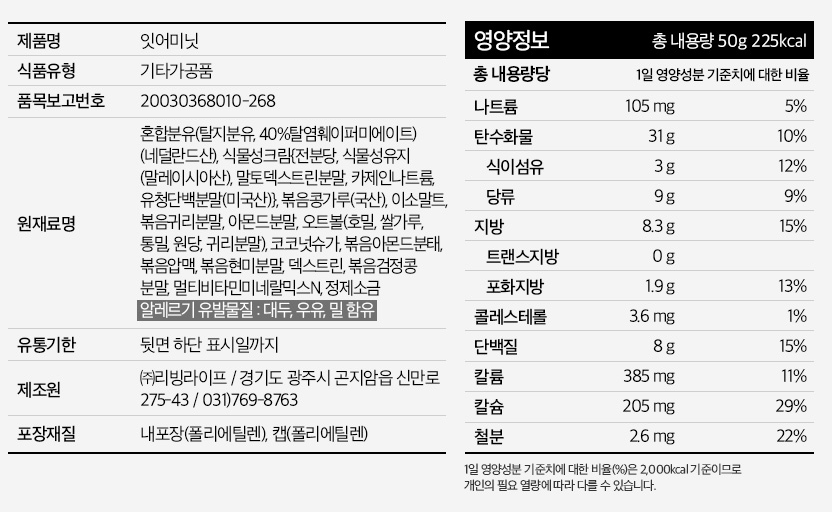 제품명 잇어미닛
식품유형 기타가공품
품목보고번호 20030368010-268
원재료명
혼합분유(탈지분유, 40%탈염훼이퍼미에이트)
(네덜란드산), 식물성크림{전분당, 식물성유지
(말레이시아산), 말토덱스트린분말, 카제인나트륨,
유청단백분말(미국산)}, 볶음콩가루(국산), 이소말트,
볶음귀리분말, 아몬드분말, 오트볼(호밀, 쌀가루,
통밀, 원당, 귀리분말), 코코넛슈가, 볶음아몬드분태,
볶음압맥, 볶음현미분말, 덱스트린, 볶음검정콩
분말, 멀티비타민미네랄믹스N, 정제소금
알레르기 유발물질 : 대두, 우유, 밀 함유
유통기한 뒷면 하단 표시일까지
제조원
㈜리빙라이프 / 경기도 광주시 곤지암읍 신만로
275-43 / 031)769-8763
포장재질 내포장(폴리에틸렌), 캡(폴리에틸렌)
영양정보 총 내용량 50g 225kcal
총 내용량당 1일 영양성분 기준치에 대한 비율
나트륨 105 mg 5%
탄수화물 31 g 10%
식이섬유 3 g 12%
당류 9 g 9%
지방 8.3 g 15%
트랜스지방 0 g
포화지방 1.9 g 13%
콜레스테롤 3.6 mg 1%
단백질 8 g 15%
칼륨 385 mg 11%
칼슘 205 mg 29%
철분 2.6 mg 22%
1일 영양성분 기준치에 대한 비율(%)은 2,000kcal 기준이므로
개인의 필요 열량에 따라 다를 수 있습니다.